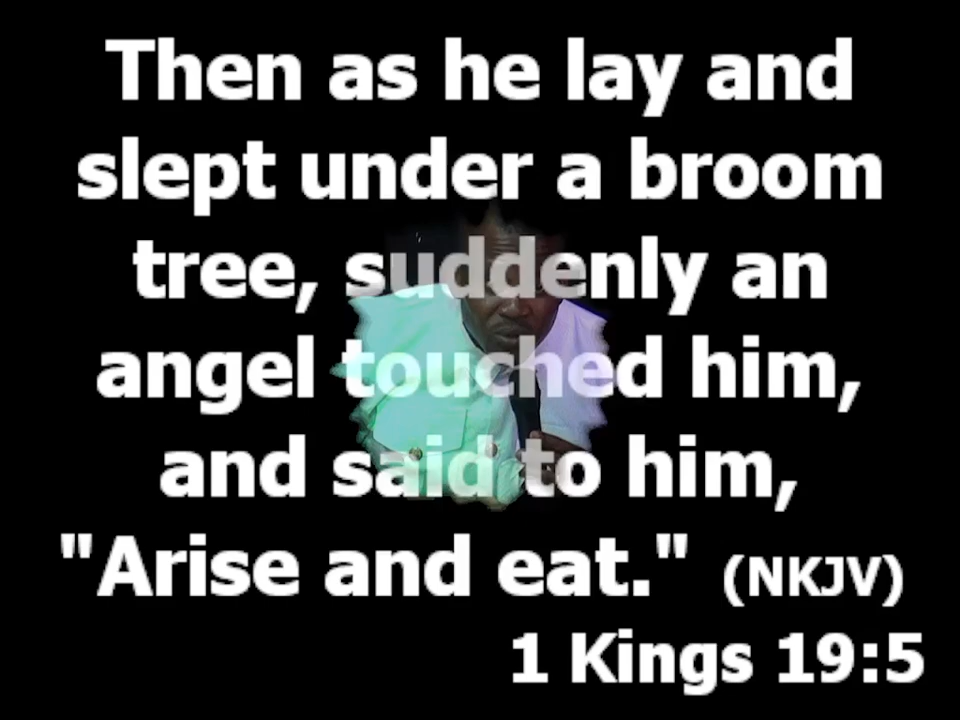 Then as he lay and
slept under a broom
tree, suddenly an
angel touched him,
and said to him,
"Arise and eat." (NKJV)
1 Kings 19:5